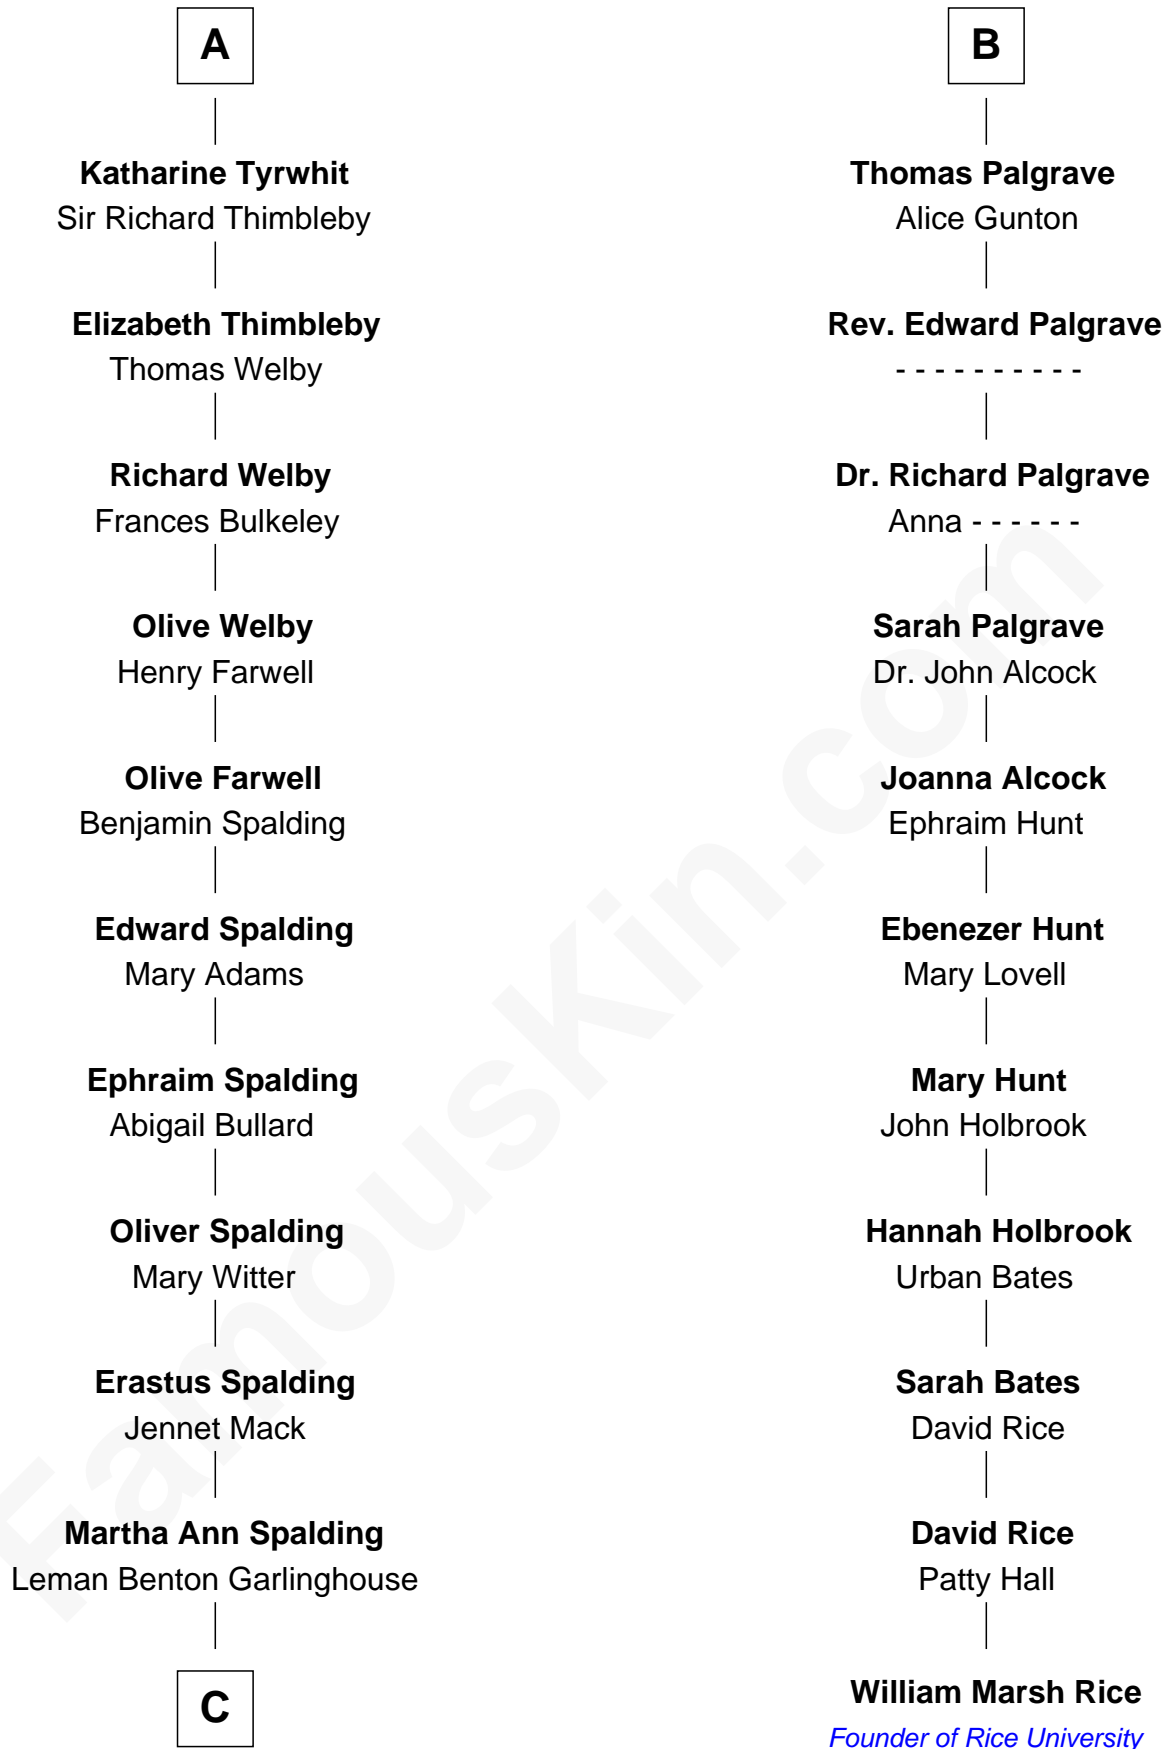 A
Katharine Tyrwhit
Sir Richard Thimbleby
Elizabeth Thimbleby
Thomas Welby
Richard Welby
Frances Bulkeley
Olive Welby
Henry Farwell
Olive Farwell
Benjamin Spalding
Edward Spalding
Mary Adams
Ephraim Spalding
Abigail Bullard
Oliver Spalding
Mary Witter
Erastus Spalding
Jennet Mack
Martha Ann Spalding
Leman Benton Garlinghouse
C
B
Thomas Palgrave
Alice Gunton
Rev. Edward Palgrave
- - - - - - - - - -
Dr. Richard Palgrave
Anna - - - - - -
Sarah Palgrave
Dr. John Alcock
Joanna Alcock
Ephraim Hunt
Ebenezer Hunt
Mary Lovell
Mary Hunt
John Holbrook
Hannah Holbrook
Urban Bates
Sarah Bates
David Rice
David Rice
Patty Hall
William Marsh Rice
Founder of Rice University
FamousKin.com